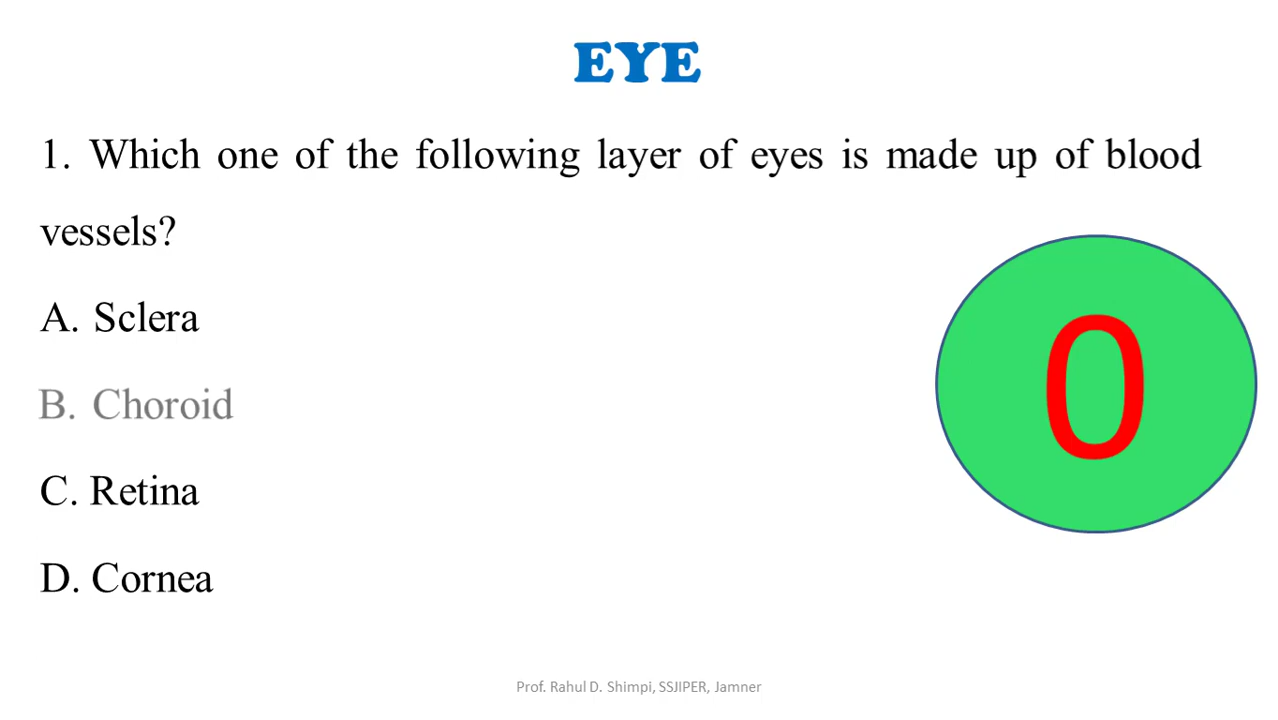 EYE
1. Which one of the following layer of eyes is made up of blood
vessels?
A. Sclera
B. Choroid
C. Retina
D. Cornea
0
Prof. Rahul D. Shimpi, SSJIPER, Jamner